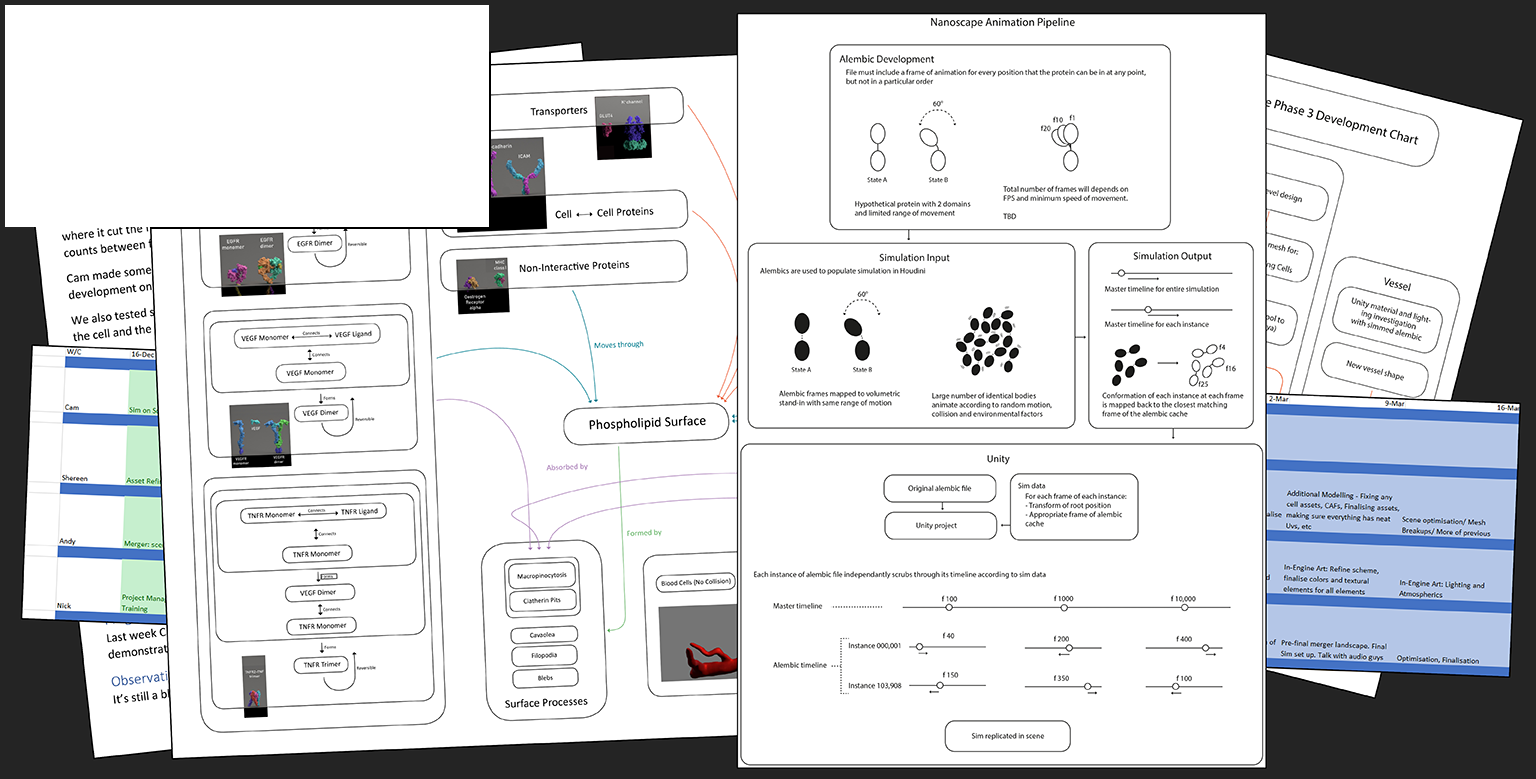 where it cut the
counts between
Cam made some
development on
We also tested
the cell and the
W/C
16-Dec
Cam
Sim on
Shereen
Asset Refi
Andy
Merger: sce
Nick
Project Mana
Training
Last week C
demonstrat
Observati
It's still a bl
EGFR
monomer
EGFR
dimer
EGFR Dimer
Reversible
VEGF Monomer
Connects
VEGF Ligand
Connects
VEGF Monomer
Forms
VEGF Dimer
Reversible
VEGF
VEGFR
monomer
VEGFR
dimer
TNFR Monomer
Connects
TNFR Ligand
Connects
TNFR Monomer
VEGF Dimer
Connects
TNFR Monomer
Forms
TNFR Trimer
Reversible
Transporters
GLUT4
K⁺ channel
cadherin
ICAM
Cell
Cell Proteins
Non-Interactive Proteins
MHC
class I
Oestrogen
Receptor
alpha
Moves through
Phospholipid Surface
Absorbed by
Formed by
Macropinocytosis
Clatherin Pits
Cavaolea
Filopodia
Blebs
Surface Processes
Blood Cells (No Collision)
Nanoscape Animation Pipeline
Alembic Development
File must include a frame of animation for every position that the protein can be in at any point,
but not in a particular order
60°
State A
State B
f20
f10
f1
Hypothetical protein with 2 domains
and limited range of movement
Total number of frames will depends on
FPS and minimum speed of movement.
TBD
Simulation Input
Alembics are used to populate simulation in Houdini
60°
State A
State B
Alembic frames mapped to volumetric
stand-in with same range of motion
Large number of identical bodies
animate according to random motion,
collision and environmental factors
Simulation Output
Master timeline for entire simulation
Master timeline for each instance
f4
f16
f25
Conformation of each instance at each frame
is mapped back to the closest matching
frame of the alembic cache
Unity
Original alembic file
Unity project
Sim data
For each frame of each instance:
- Transform of root position
- Appropriate frame of alembic
cache
Each instance of alembic file independently scrubs through its timeline according to sim data
Master timeline
f 100
f 1000
f 10,000
Alembic timeline
Instance 000,001
f 40
f 200
f 400
Instance 103,908
f 150
f 350
f 100
Sim replicated in scene
e Phase 3 Development Chart
evel design
mesh for:
ng Cells
ool to
ya)
Vessel
Unity material and light-
ing investigation
with simmed alembic
New vessel shape
2-Mar
9-Mar
16-Mar
Additional Modelling - Fixing any
cell assets, CAFs, Finalising assets,
alise making sure everything has neat
Uvs, etc
Scene optimisation/ Mesh
Breakups/ More of previous
In-Engine Art: Refine scheme,
finalise colors and textural
elements for all elements
In-Engine Art: Lighting and
Atmospherics
of Pre-final merger landscape. Final
Sim set up. Talk with audio guys
Optimisation, Finalisation